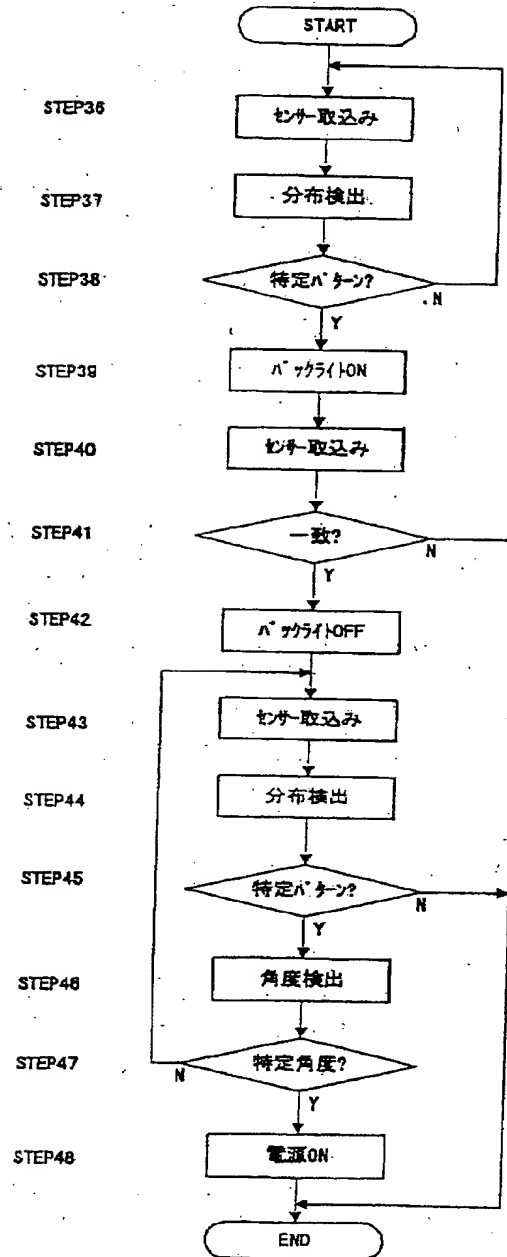 START
STEP36
センサー取込み
STEP37
分布検出
STEP38
特定パターン?
N
Y
STEP39
バックライトON
STEP40
センサー取込み
STEP41
一致?
N
Y
STEP42
バックライトOFF
STEP43
センサー取込み
STEP44
分布検出
STEP45
特定パターン?
N
Y
STEP46
角度検出
STEP47
特定角度?
N
Y
STEP48
電源ON
END